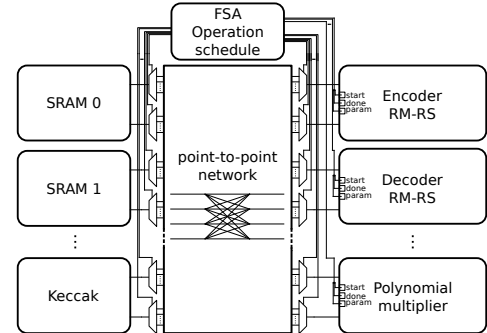 FSA
Operation
schedule
SRAM 0
Encoder
RM-RS
start
done
param
SRAM 1
point-to-point
network
Decoder
RM-RS
start
done
param
Keccak
Polynomial
multiplier
start
done
param